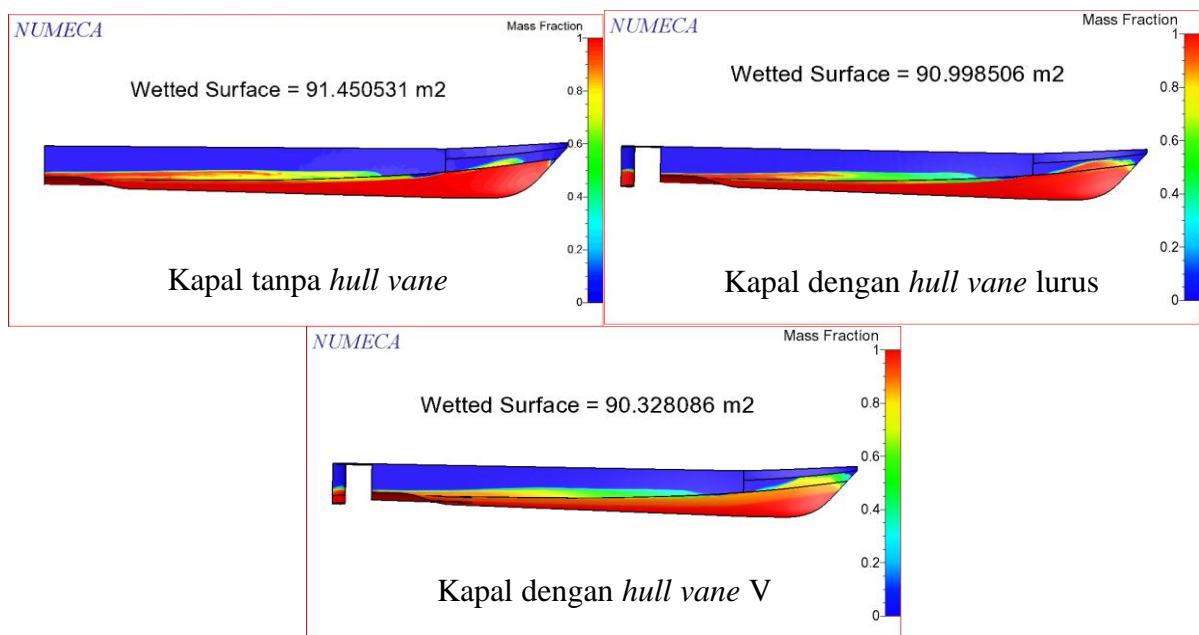 NUMECA
Mass Fraction
1
Wetted Surface = 91.450531 m2
0.8
0.6
0.4
0.2
0
Kapal tanpa hull vane
NUMECA
Mass Fraction
1
Wetted Surface = 90.998506 m2
0.8
0.6
0.4
0.2
0
Kapal dengan hull vane lurus
NUMECA
Mass Fraction
1
Wetted Surface = 90.328086 m2
0.8
0.6
0.4
0.2
0
Kapal dengan hull vane V